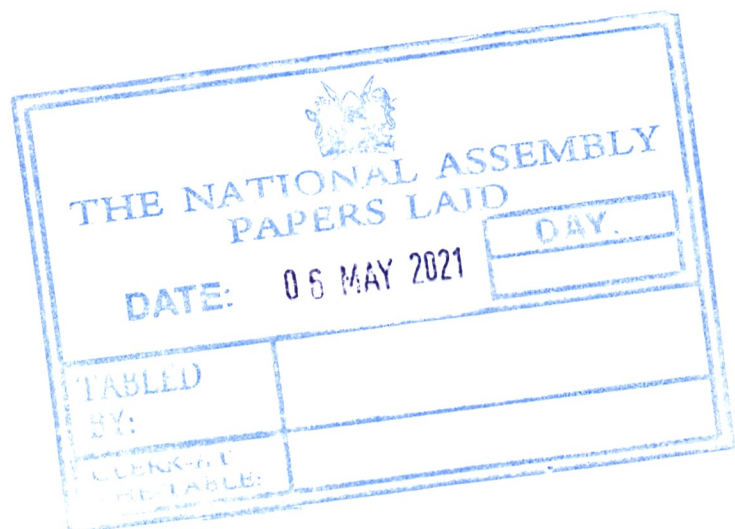 THE NATIONAL ASSEMBLY
PAPERS LAID
DAY.
DATE: 06 MAY 2021
TABLED
BY:
CLERK-AT
THE-TABLE: